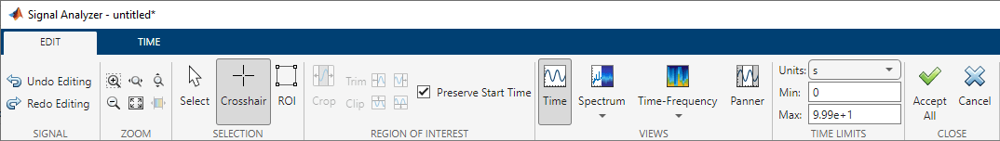 Signal Analyzer - untitled*
EDIT TIME
Undo Editing
Redo Editing
Select
Crosshair
ROI
Crop
Trim
Clip
Preserve Start Time
Time
Spectrum
Time-Frequency
Panner
Units: s
Min: 0
Max: 9.99e+1
Accept All
Cancel
SIGNAL ZOOM SELECTION REGION OF INTEREST VIEWS TIME LIMITS CLOSE